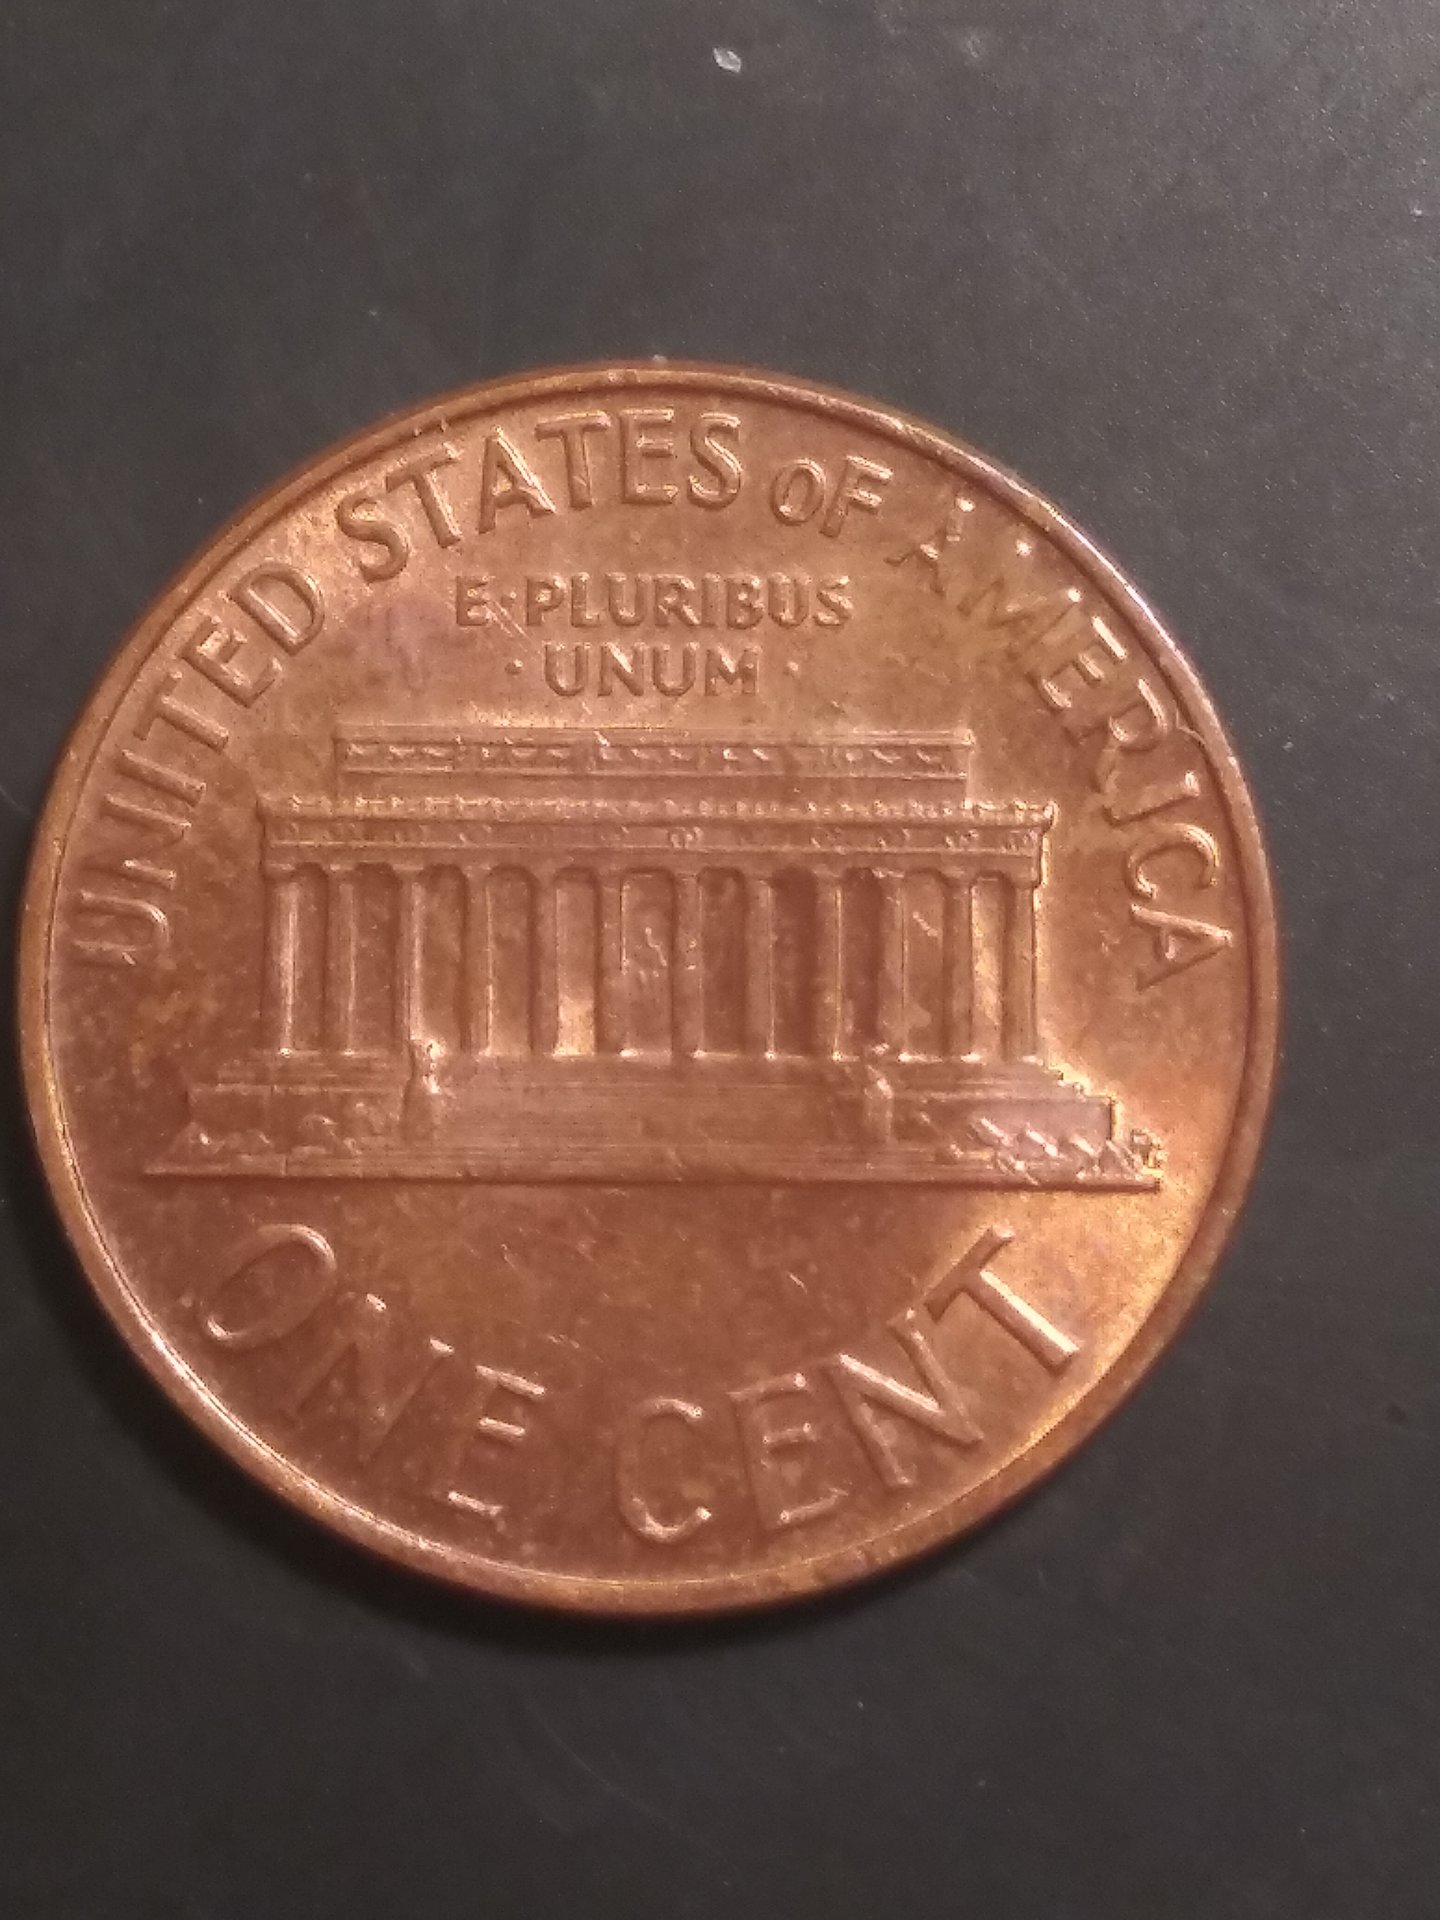 UNITED STATES OF AMERICA
E·PLURIBUS
· UNUM ·
ONE CENT